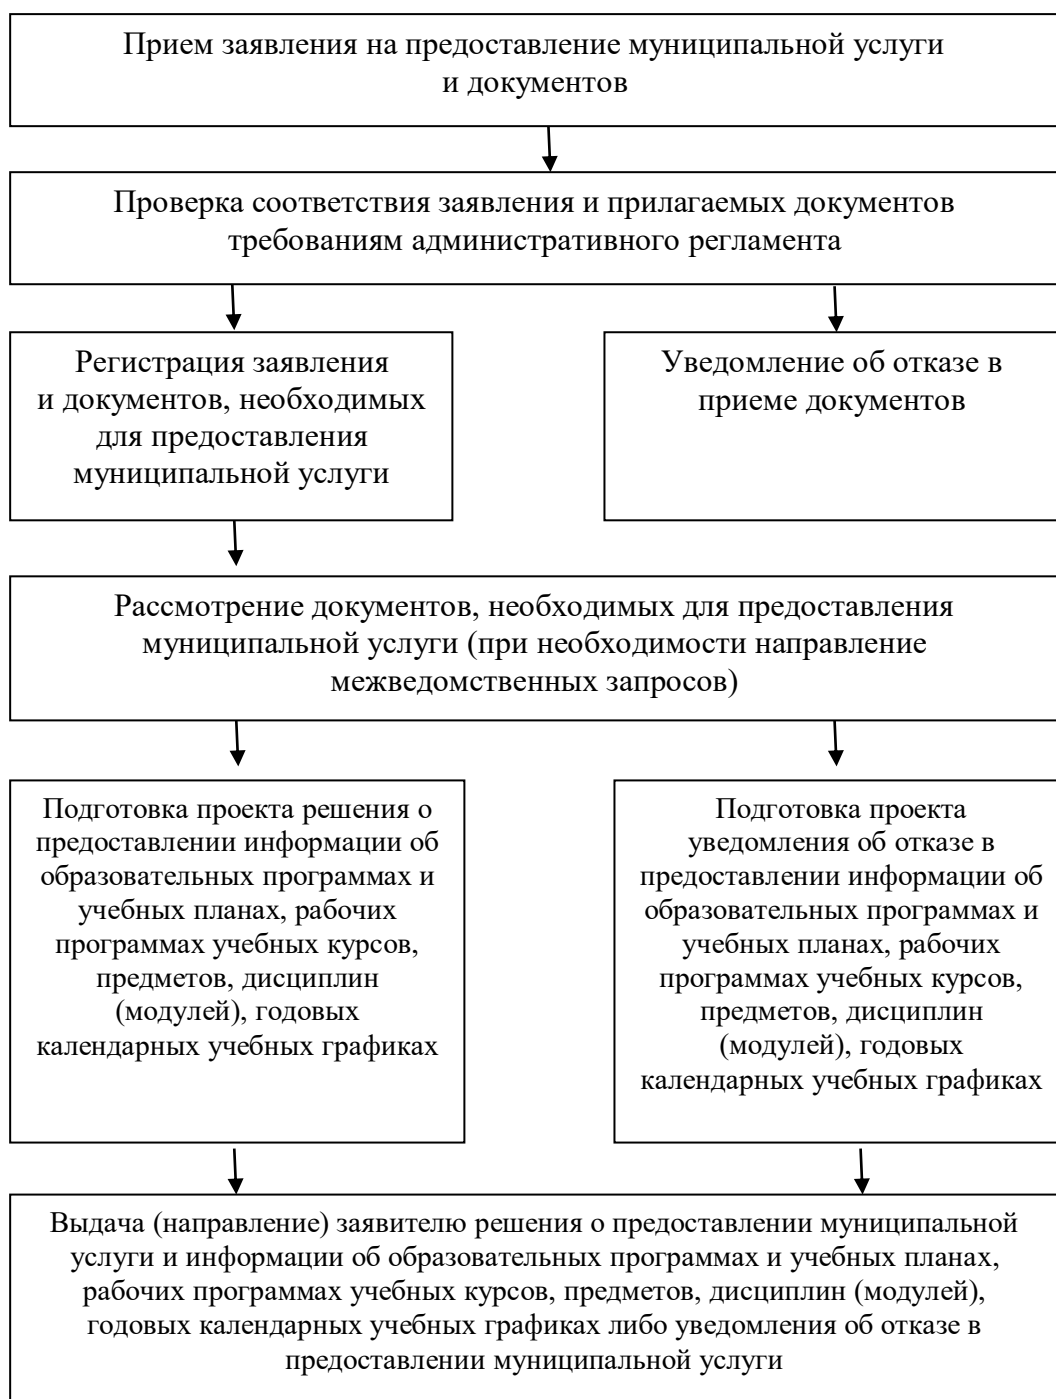 Прием заявления на предоставление муниципальной услуги
и документов
Проверка соответствия заявления и прилагаемых документов
требованиям административного регламента
Регистрация заявления
и документов, необходимых
для предоставления
муниципальной услуги
Уведомление об отказе в
приеме документов
Рассмотрение документов, необходимых для предоставления
муниципальной услуги (при необходимости направление
межведомственных запросов)
Подготовка проекта решения о
предоставлении информации об
образовательных программах и
учебных планах, рабочих
программах учебных курсов,
предметов, дисциплин
(модулей), годовых
календарных учебных графиках
Подготовка проекта
уведомления об отказе в
предоставлении информации об
образовательных программах и
учебных планах, рабочих
программах учебных курсов,
предметов, дисциплин
(модулей), годовых
календарных учебных графиках
Выдача (направление) заявителю решения о предоставлении муниципальной
услуги и информации об образовательных программах и учебных планах,
рабочих программах учебных курсов, предметов, дисциплин (модулей),
годовых календарных учебных графиках либо уведомления об отказе в
предоставлении муниципальной услуги